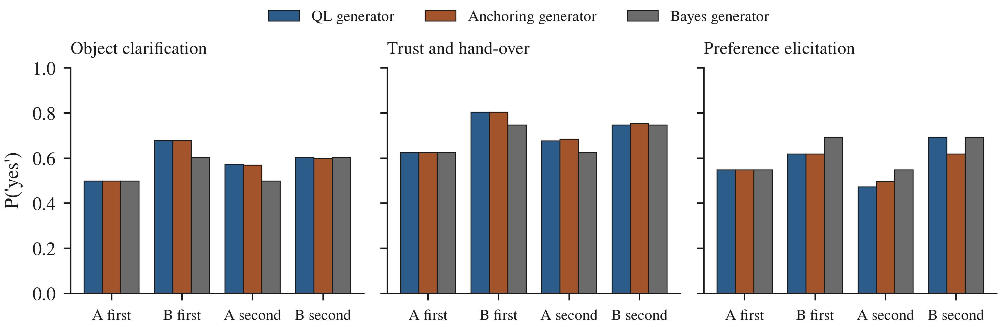 QL generator Anchoring generator Bayes generator
Object clarification
Trust and hand-over
Preference elicitation
P('yes')
1.0
0.8
0.6
0.4
0.2
0.0
A first B first A second B second
A first B first A second B second
A first B first A second B second